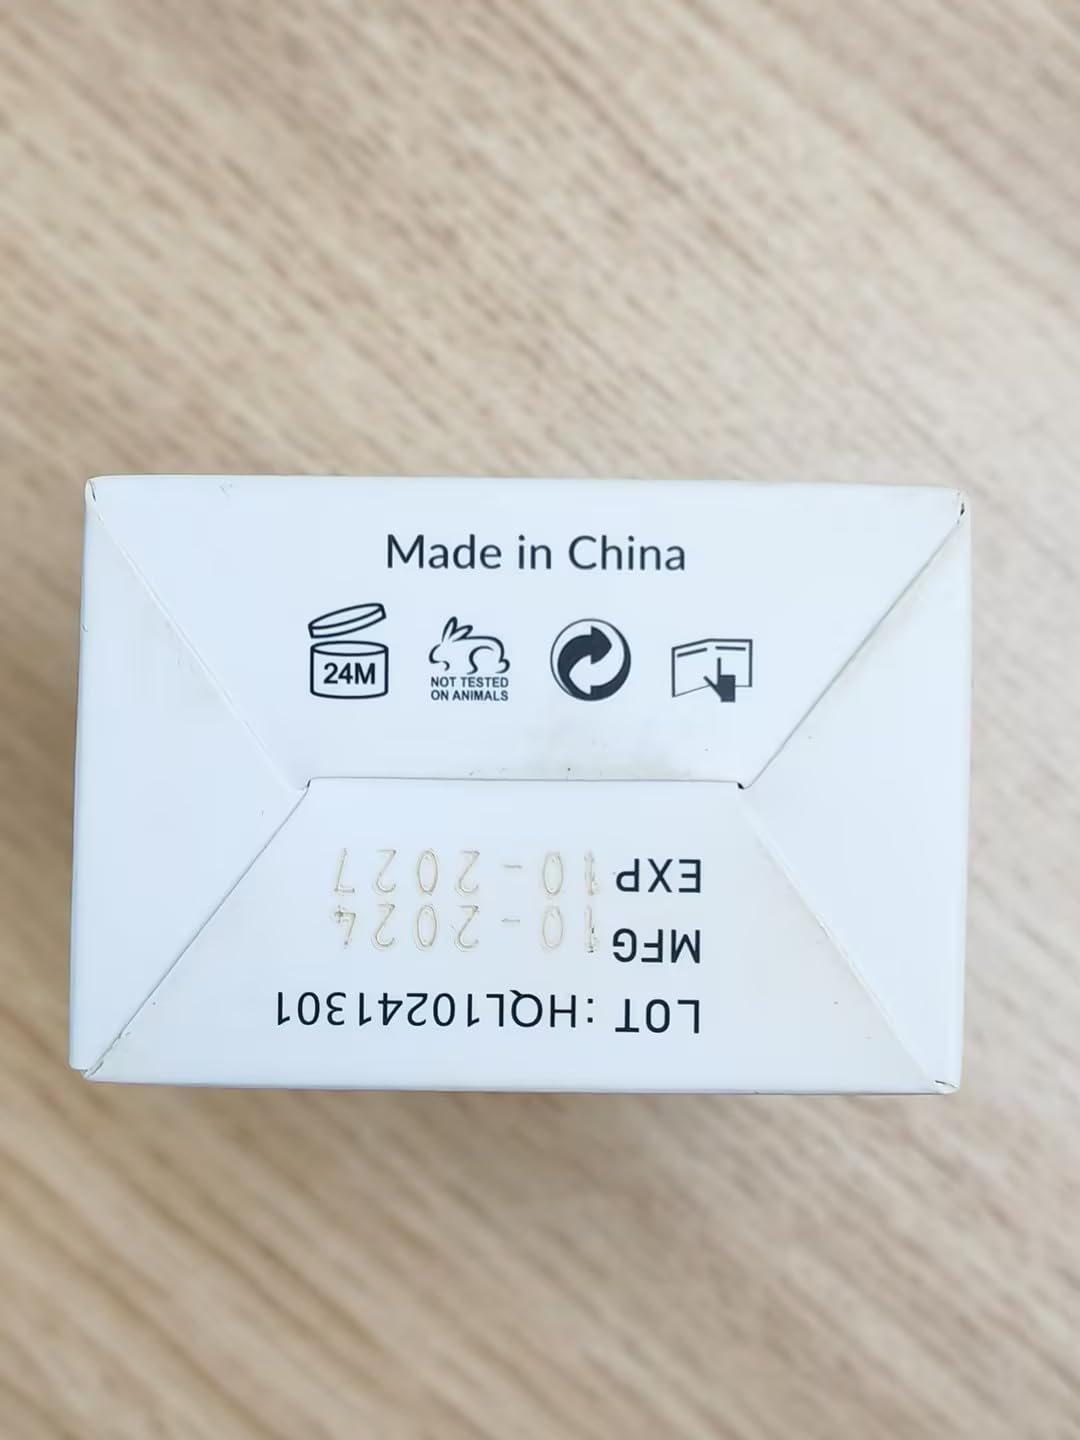 Made in China
24M
NOT TESTED
ON ANIMALS
LOT : HQL10241301
MFG 10-2024
EXP 10-2027